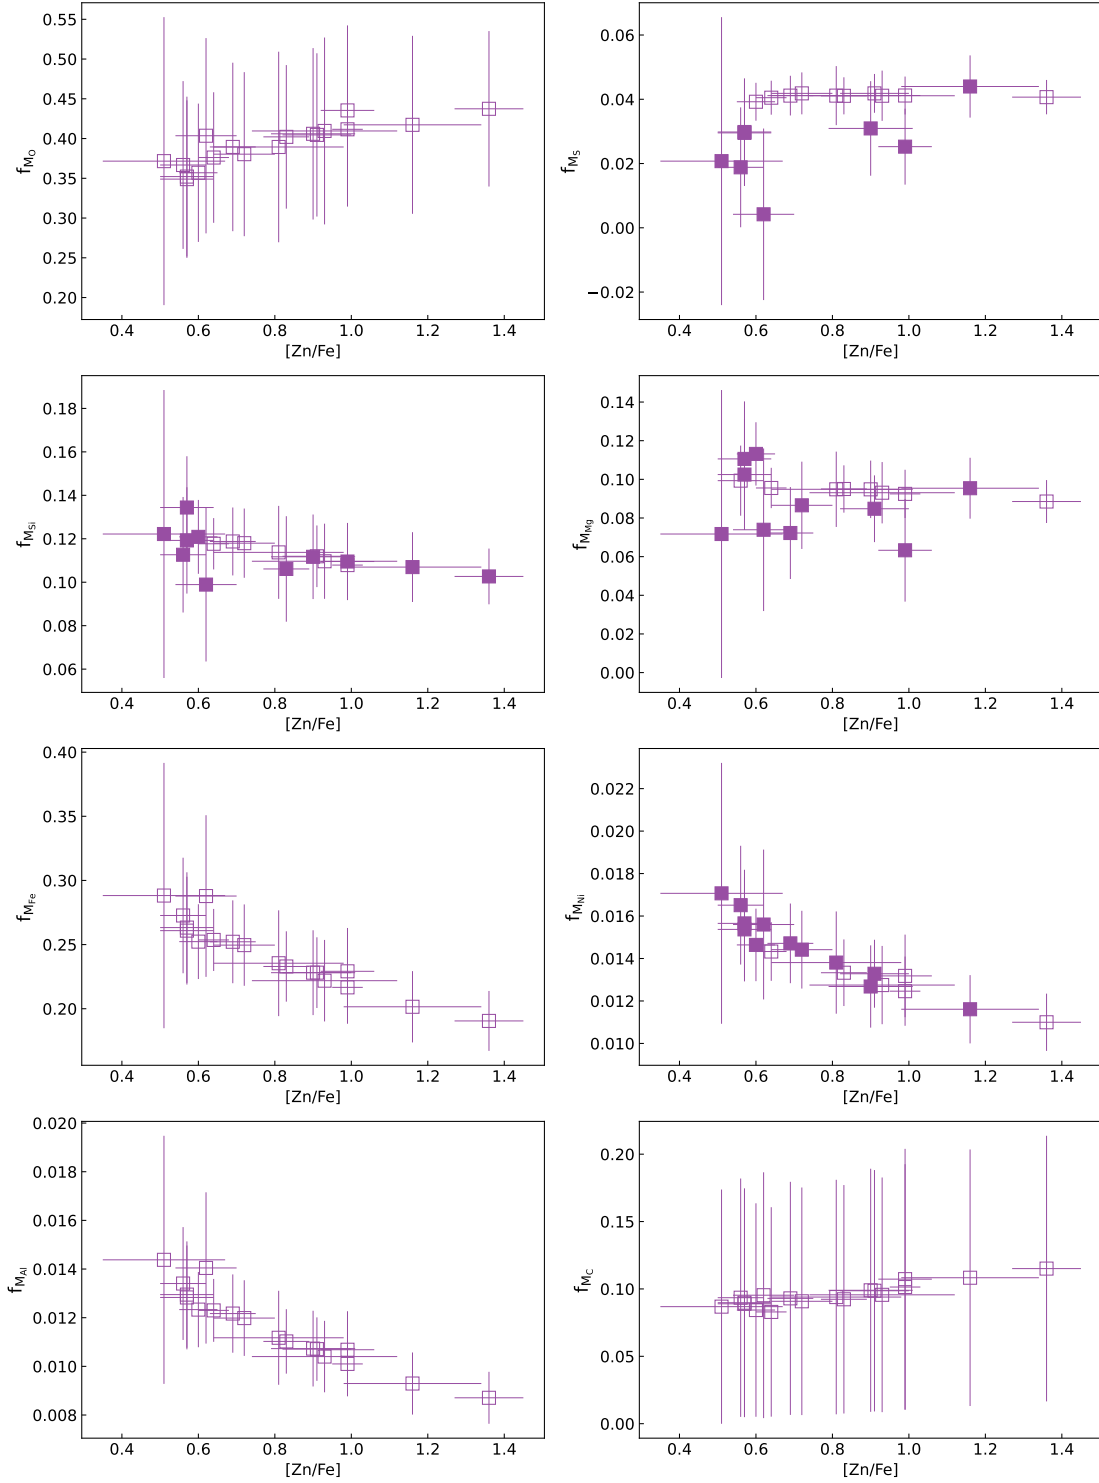 0.55
0.50
0.45
0.40
0.35
0.30
0.25
0.20
f_{M_O}
0.4 0.6 0.8 1.0 1.2 1.4
[Zn/Fe]
0.06
0.04
0.02
0.00
−0.02
f_{M_S}
0.4 0.6 0.8 1.0 1.2 1.4
[Zn/Fe]
0.18
0.16
0.14
0.12
0.10
0.08
0.06
f_{M_{Si}}
0.4 0.6 0.8 1.0 1.2 1.4
[Zn/Fe]
0.14
0.12
0.10
0.08
0.06
0.04
0.02
0.00
f_{M_{Mg}}
0.4 0.6 0.8 1.0 1.2 1.4
[Zn/Fe]
0.40
0.35
0.30
0.25
0.20
f_{M_{Fe}}
0.4 0.6 0.8 1.0 1.2 1.4
[Zn/Fe]
0.022
0.020
0.018
0.016
0.014
0.012
0.010
f_{M_{Ni}}
0.4 0.6 0.8 1.0 1.2 1.4
[Zn/Fe]
0.020
0.018
0.016
0.014
0.012
0.010
0.008
f_{M_{Al}}
0.4 0.6 0.8 1.0 1.2 1.4
[Zn/Fe]
0.20
0.15
0.10
0.05
0.00
f_{M_C}
0.4 0.6 0.8 1.0 1.2 1.4
[Zn/Fe]